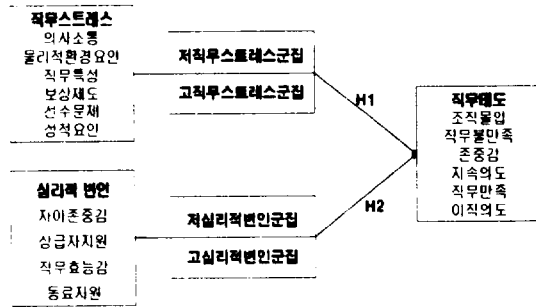 직무스트레스
의사소통
물리적환경요인
직무특성
보상제도
선수문제
성적요인
저직무스트레스군집
고직무스트레스군집
H1
직무태도
조직몰입
직무불만족
존중감
지속의도
직무만족
이직의도
심리적 변인
자아존중감
상급자지원
직무효능감
동료지원
저심리적변인군집
고심리적변인군집
H2